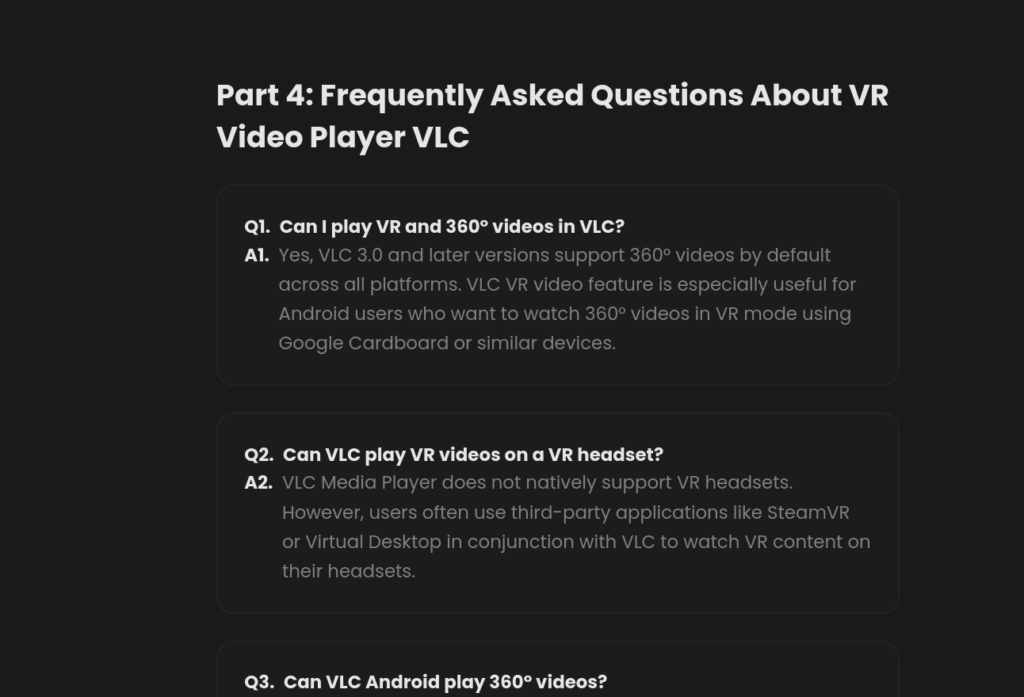 Part 4: Frequently Asked Questions About VR
Video Player VLC
Q1. Can I play VR and 360° videos in VLC?
A1. Yes, VLC 3.0 and later versions support 360° videos by default
across all platforms. VLC VR video feature is especially useful for
Android users who want to watch 360° videos in VR mode using
Google Cardboard or similar devices.
Q2. Can VLC play VR videos on a VR headset?
A2. VLC Media Player does not natively support VR headsets.
However, users often use third-party applications like SteamVR
or Virtual Desktop in conjunction with VLC to watch VR content on
their headsets.
Q3. Can VLC Android play 360° videos?